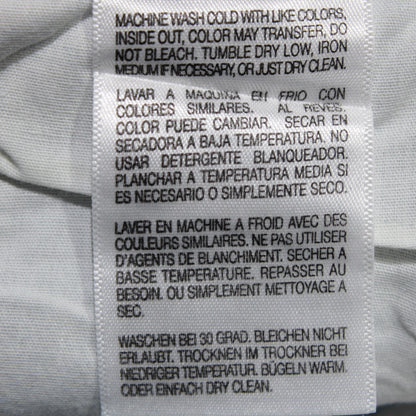 MACHINE WASH COLD WITH LIKE COLORS,
INSIDE OUT, COLOR MAY TRANSFER, DO
NOT BLEACH. TUMBLE DRY LOW, IRON
MEDIUM IF NECESSARY, OR JUST DRY CLEAN.
LAVAR A MAQUINA EN FRIO CON
COLORES SIMILARES. AL REVES.
COLOR PUEDE CAMBIAR. SECAR EN
SECADORA A BAJA TEMPERATURA. NO
USAR DETERGENTE BLANQUEADOR.
PLANCHAR A TEMPERATURA MEDIA SI
ES NECESARIO O SIMPLEMENTE SECO.
LAVER EN MACHINE A FROID AVEC DES
COULEURS SIMILAIRES. NE PAS UTILISER
D'AGENTS DE BLANCHIMENT. SECHER A
BASSE TEMPERATURE. REPASSER AU
BESOIN. OU SIMPLEMENT METTOYAGE A
SEC.
WASCHEN BEI 30 GRAD. BLEICHEN NICHT
ERLAUBT. TROCKNEN IM TROCKNER BEI
NIEDRIGER TEMPERATUR. BÜGELN WARM.
ODER EINFACH DRY CLEAN.